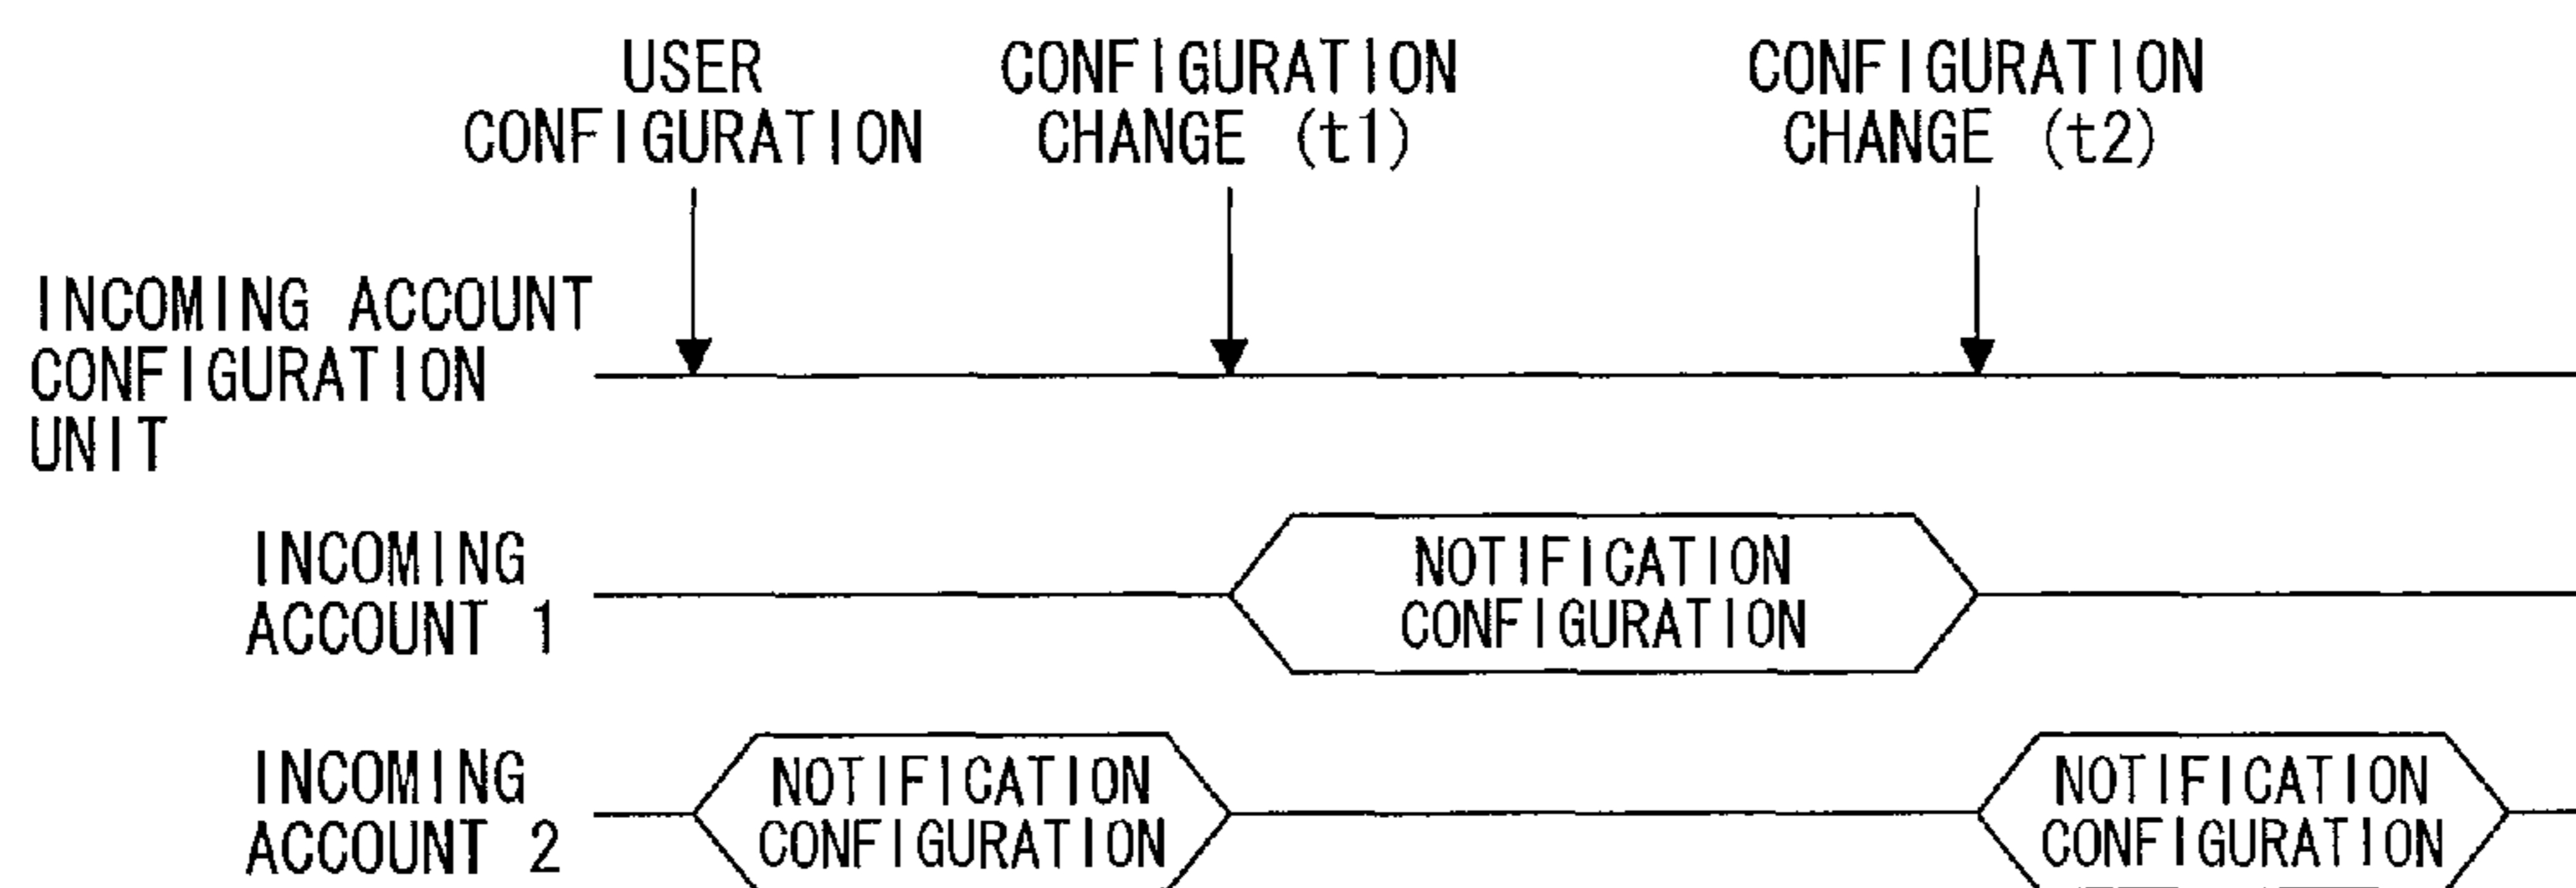 USER
CONFIGURATION
CONFIGURATION
CHANGE (t1)
CONFIGURATION
CHANGE (t2)
INCOMING ACCOUNT
CONFIGURATION
UNIT
INCOMING
ACCOUNT 1
NOTIFICATION
CONFIGURATION
INCOMING
ACCOUNT 2
NOTIFICATION
CONFIGURATION
NOTIFICATION
CONFIGURATION